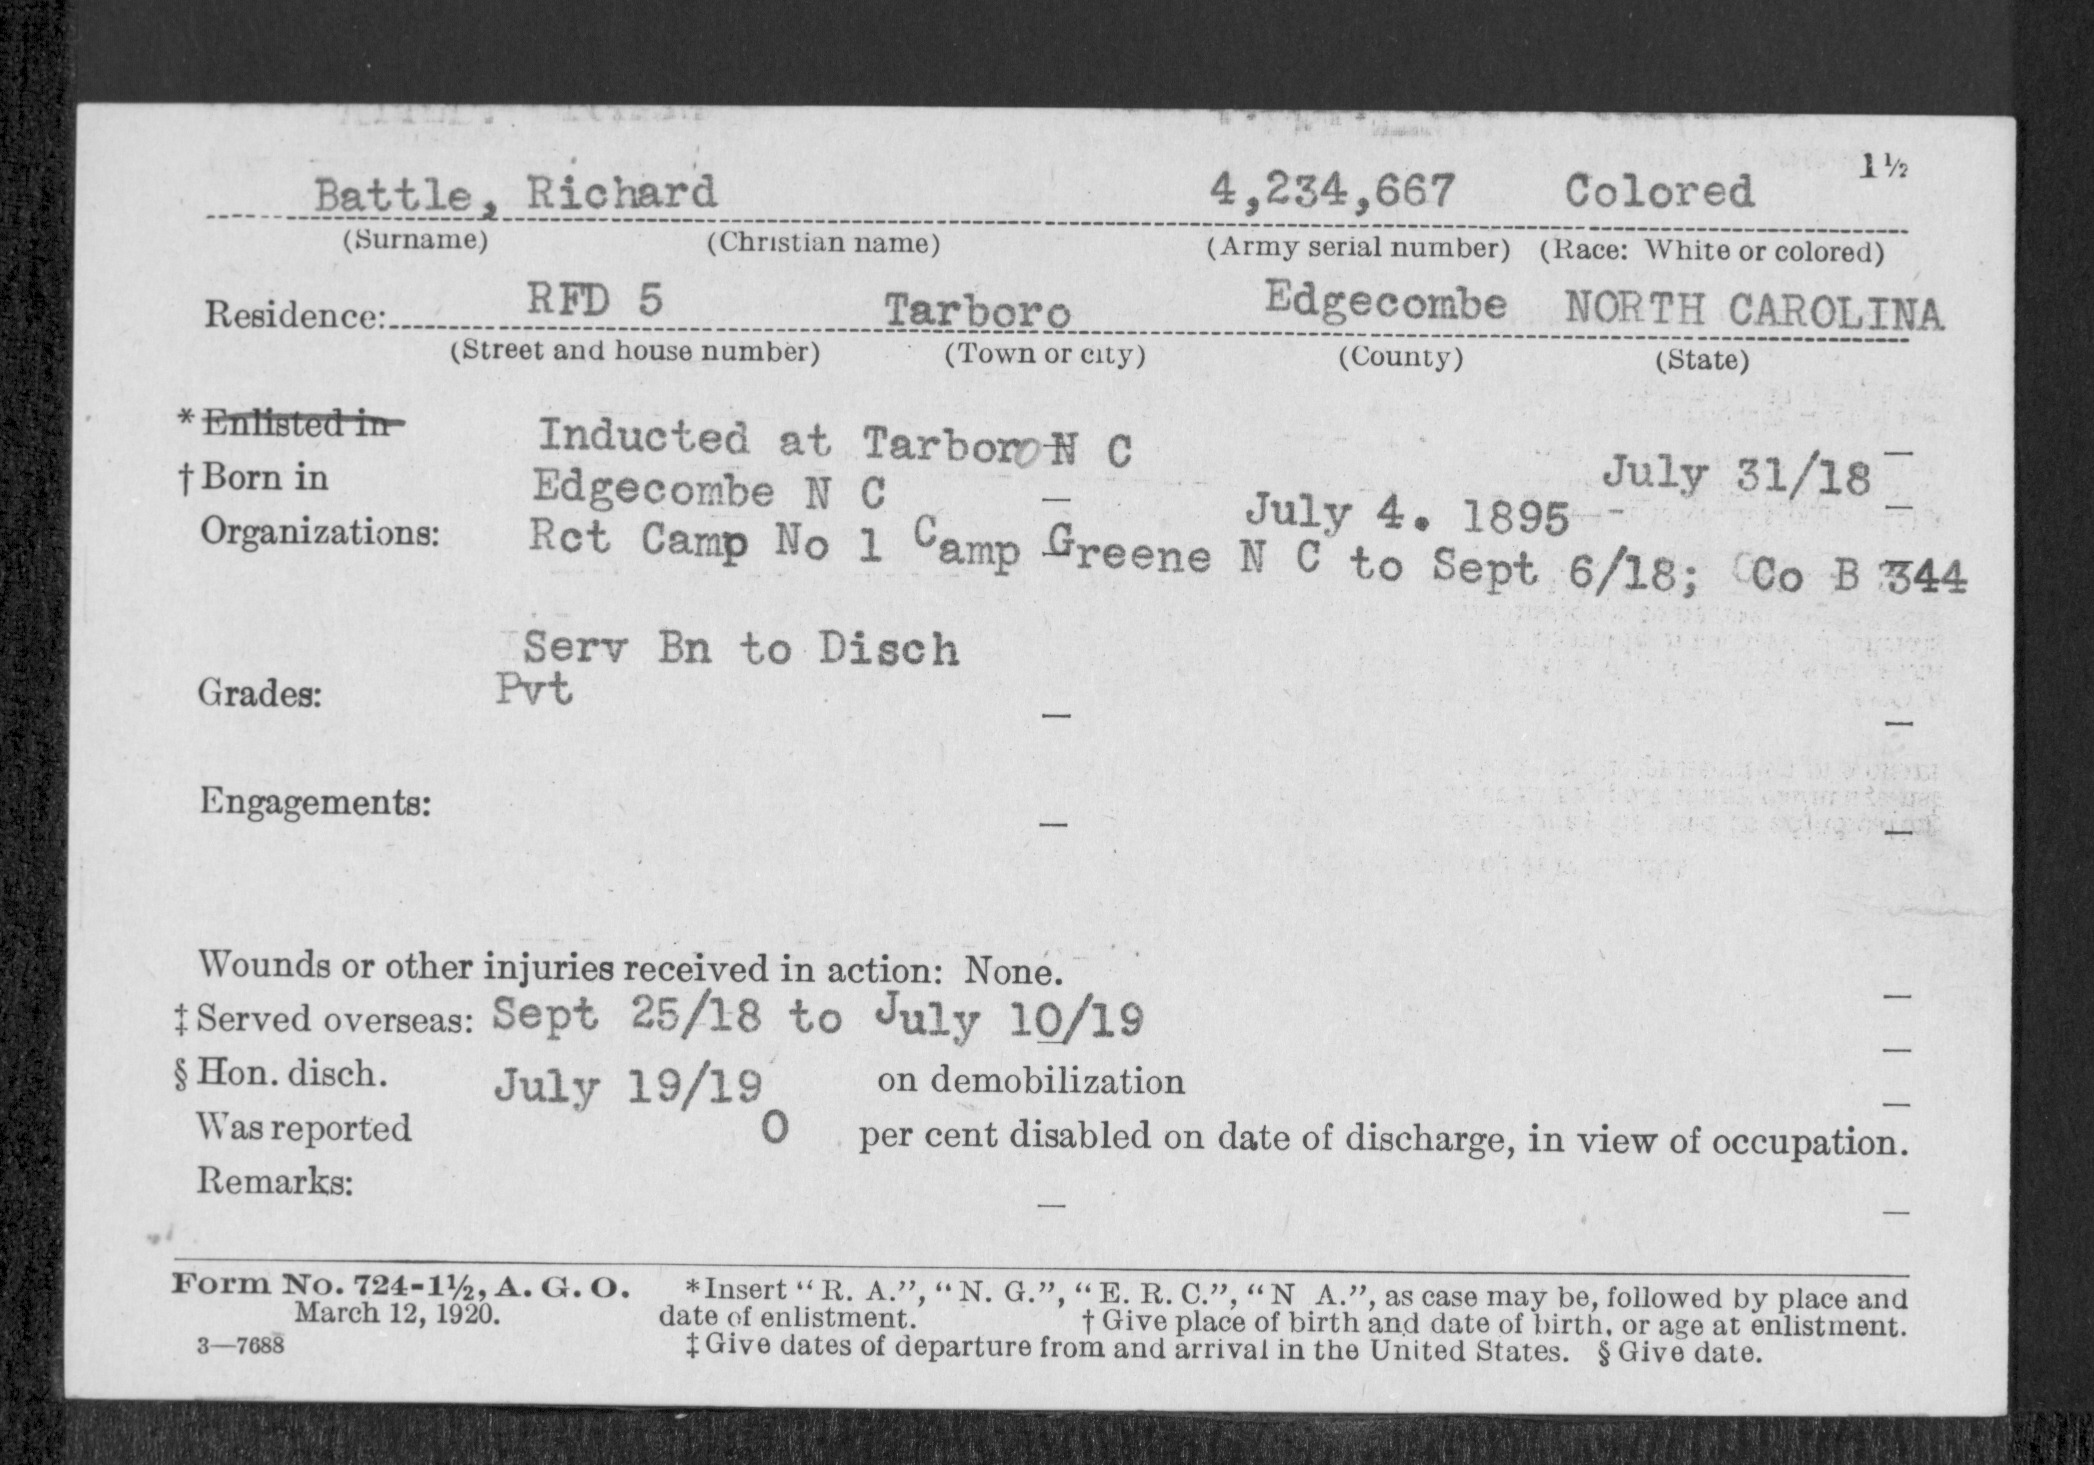 1½
Battle, Richard 4,234,667 Colored
(Surname) (Christian name) (Army serial number) (Race: White or colored)
Residence: RFD 5 Tarboro Edgecombe NORTH CAROLINA
(Street and house number) (Town or city) (County) (State)
* Enlisted in Inducted at Tarboro N C July 31/18
† Born in Edgecombe N C July 4. 1895
Organizations: Rct Camp No 1 Camp Greene N C to Sept 6/18; Co B 344
Serv Bn to Disch
Grades: Pvt
Engagements:
Wounds or other injuries received in action: None.
‡ Served overseas: Sept 25/18 to July 10/19
§ Hon. disch. July 19/19 on demobilization
Was reported 0 per cent disabled on date of discharge, in view of occupation.
Remarks:
Form No. 724-1½, A. G. O. *Insert “R. A.”, “N. G.”, “E. R. C.”, “N A.”, as case may be, followed by place and
March 12, 1920. date of enlistment. † Give place of birth and date of birth, or age at enlistment.
3—7688 ‡ Give dates of departure from and arrival in the United States. § Give date.